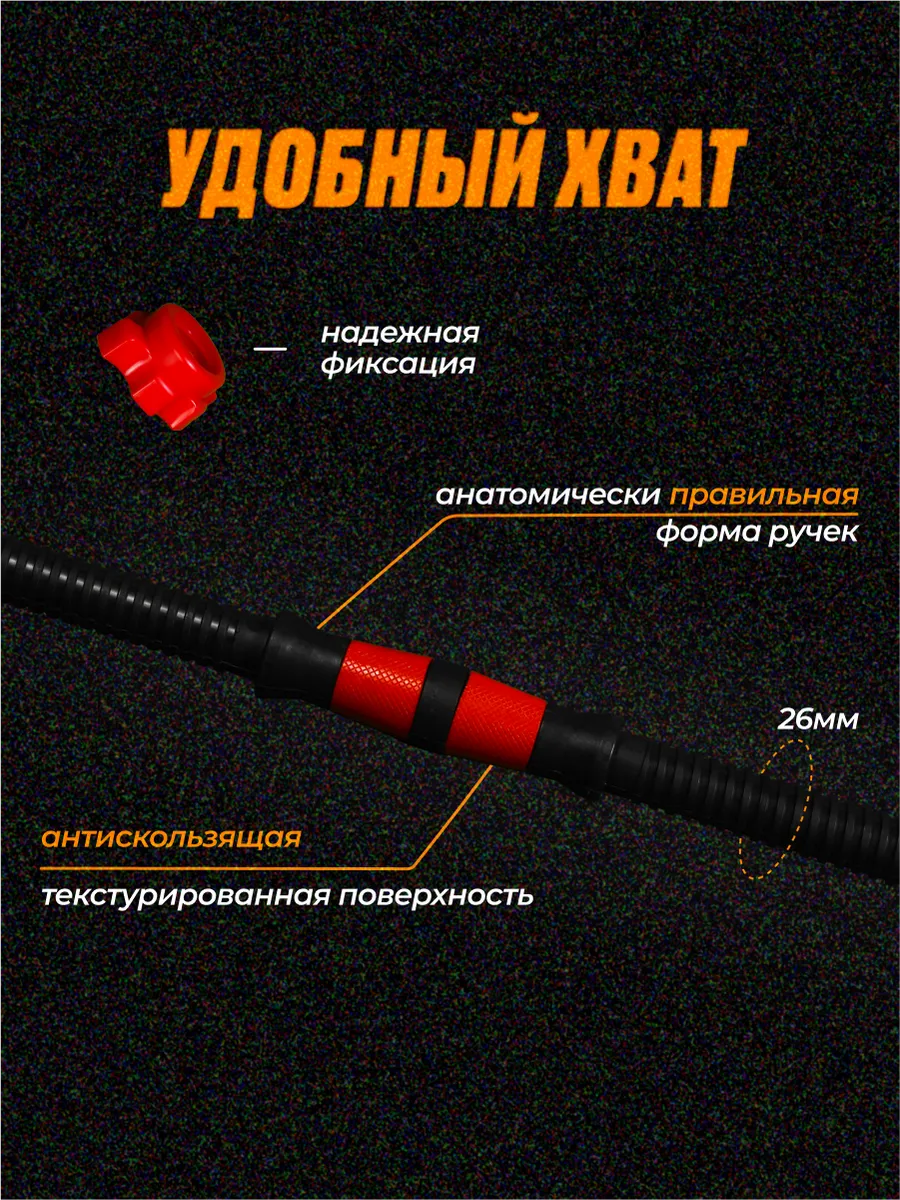 УДОБНЫЙ ХВАТ
надежная
фиксация
анатомически правильная
форма ручек
26мм
антискользящая
текстурированная поверхность